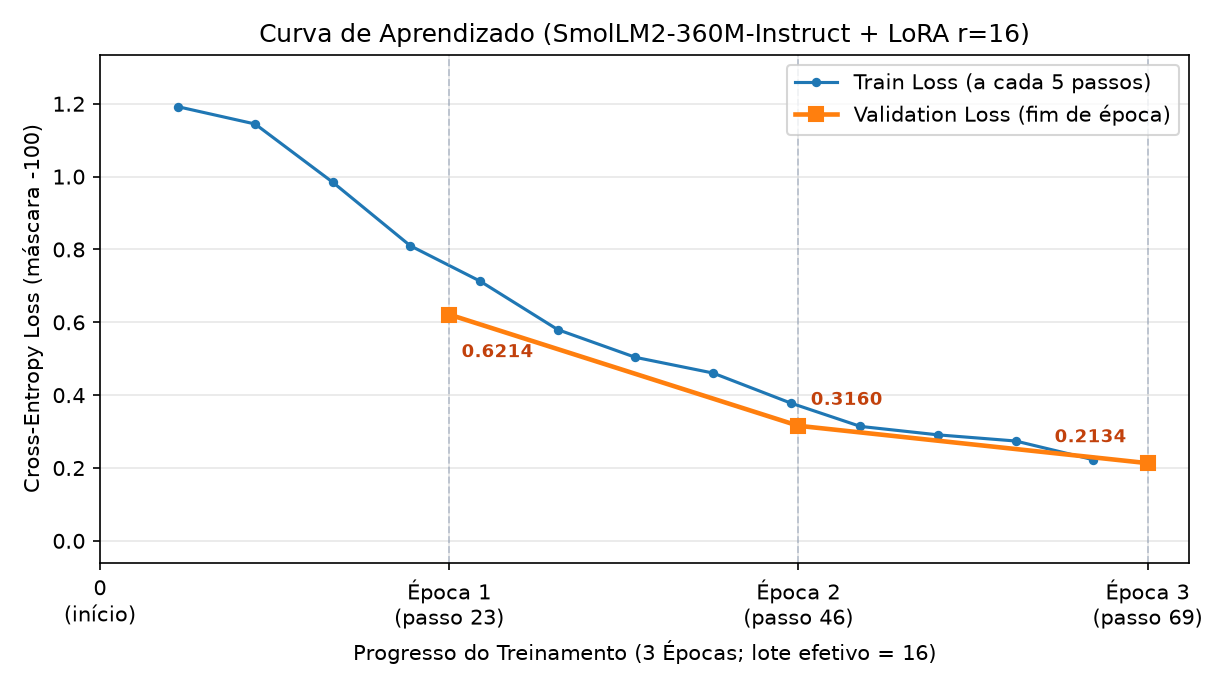 Curva de Aprendizado (SmolLM2-360M-Instruct + LoRA r=16)
Train Loss (a cada 5 passos)
Validation Loss (fim de época)
Cross-Entropy Loss (máscara -100)
1.2
1.0
0.8
0.6
0.4
0.2
0.0
0.6214
0.3160
0.2134
0
(início)
Época 1
(passo 23)
Época 2
(passo 46)
Época 3
(passo 69)
Progresso do Treinamento (3 Épocas; lote efetivo = 16)